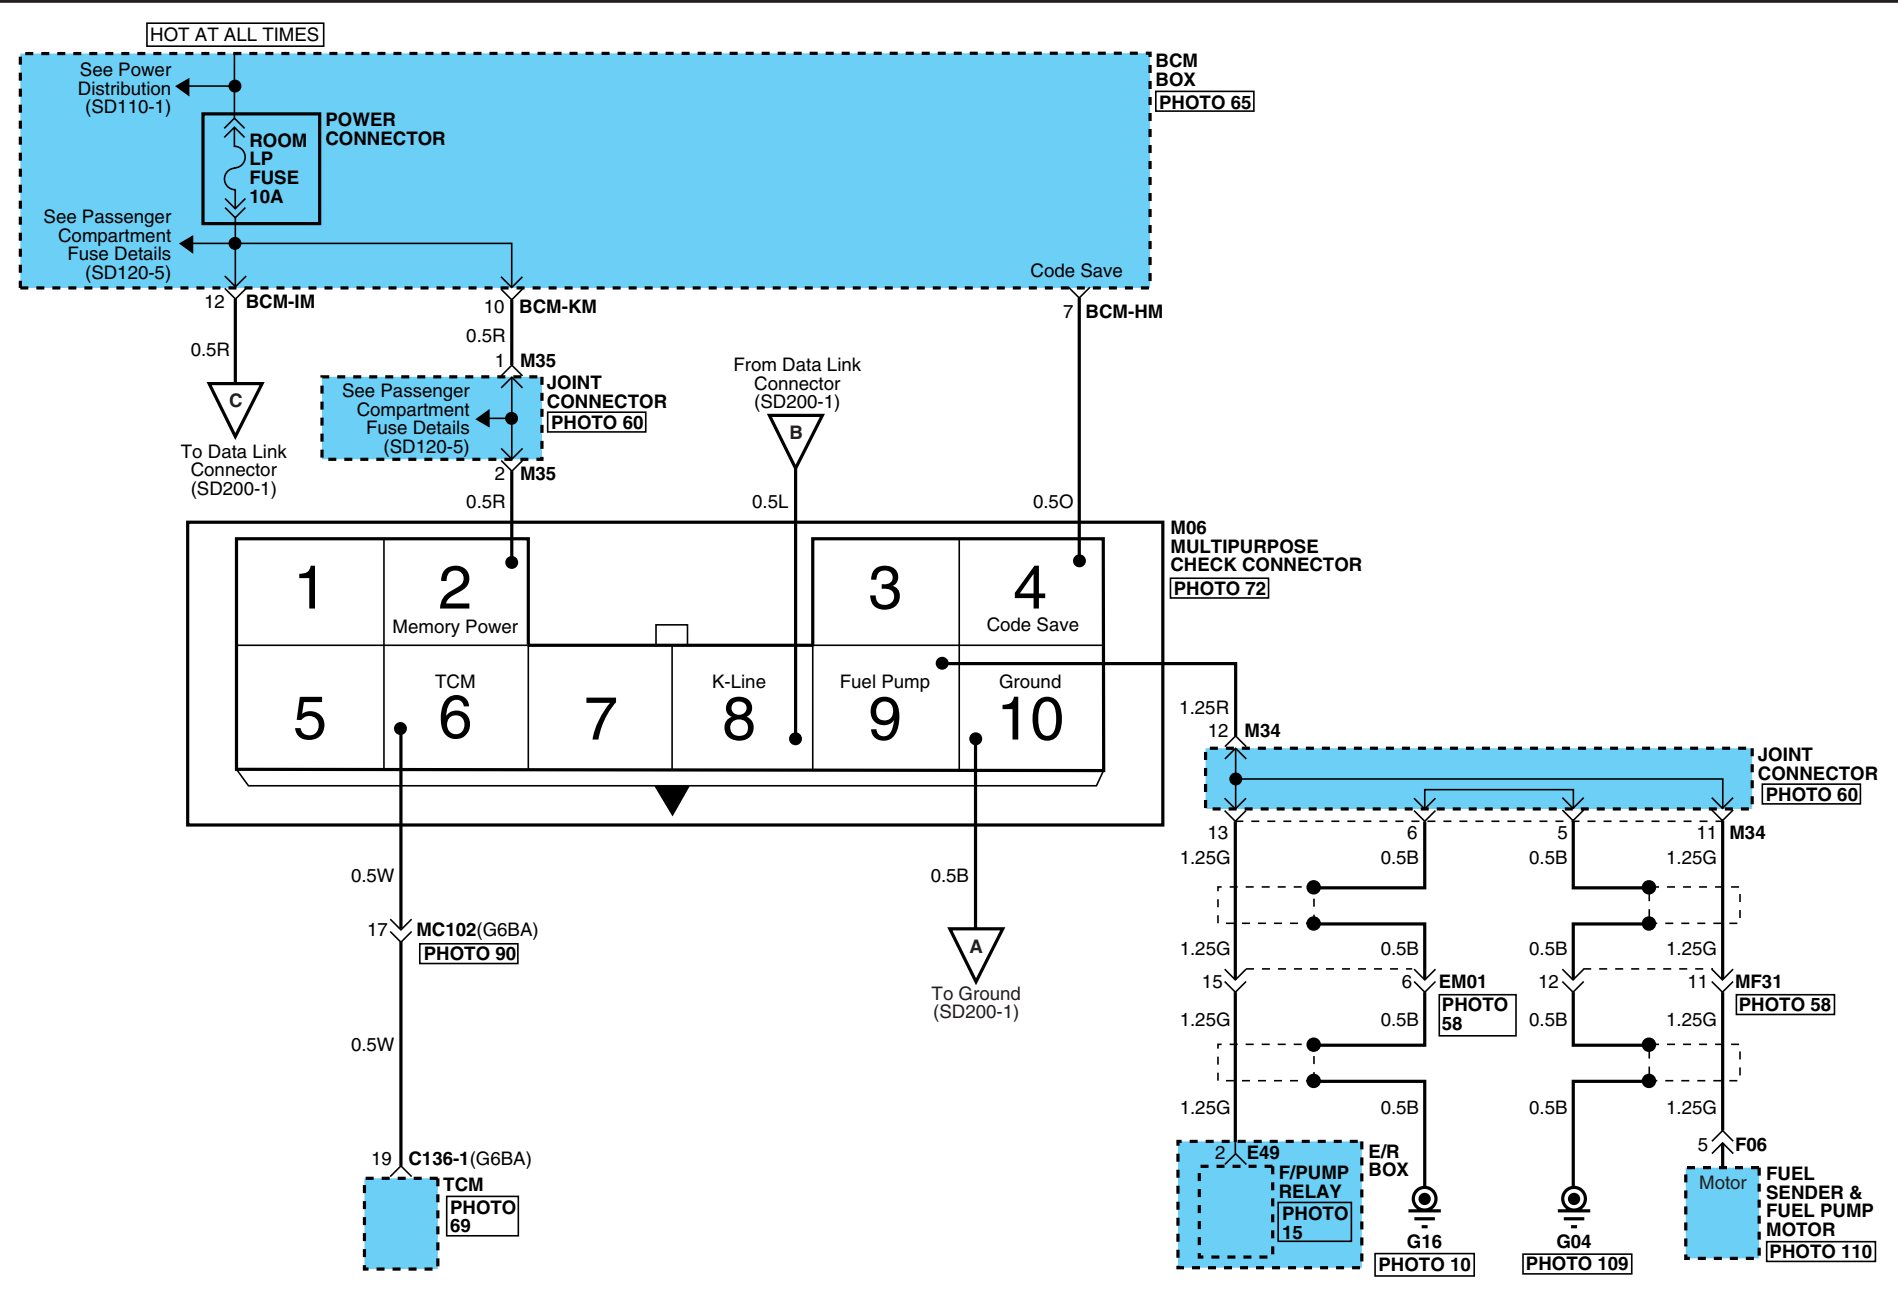 HOT AT ALL TIMES
See Power
Distribution
(SD110-1)
POWER
CONNECTOR
ROOM
LP
FUSE
10A
See Passenger
Compartment
Fuse Details
(SD120-5)
BCM
BOX
PHOTO 65
Code Save
12 BCM-IM
10 BCM-KM
7 BCM-HM
0.5R
0.5R
1 M35
C
To Data Link
Connector
(SD200-1)
See Passenger
Compartment
Fuse Details
(SD120-5)
JOINT
CONNECTOR
PHOTO 60
2 M35
From Data Link
Connector
(SD200-1)
B
0.5R
0.5L
0.5O
M06
MULTIPURPOSE
CHECK CONNECTOR
PHOTO 72
1
2
Memory Power
3
4
Code Save
5
TCM
6
7
K-Line
8
Fuel Pump
9
Ground
10
1.25R
12 M34
JOINT
CONNECTOR
PHOTO 60
13 6 5 11 M34
1.25G 0.5B 0.5B 1.25G
0.5W
0.5B
17 MC102(G6BA)
PHOTO 90
A
To Ground
(SD200-1)
1.25G 0.5B 0.5B 1.25G
15 6 EM01 12 11 MF31
PHOTO
58
PHOTO 58
1.25G 0.5B 0.5B 1.25G
0.5W
1.25G 0.5B 0.5B 1.25G
19 C136-1(G6BA)
TCM
PHOTO
69
2 E49
F/PUMP
RELAY
PHOTO
15
E/R
BOX
G16
PHOTO 10
G04
PHOTO 109
5 F06
Motor
FUEL
SENDER &
FUEL PUMP
MOTOR
PHOTO 110